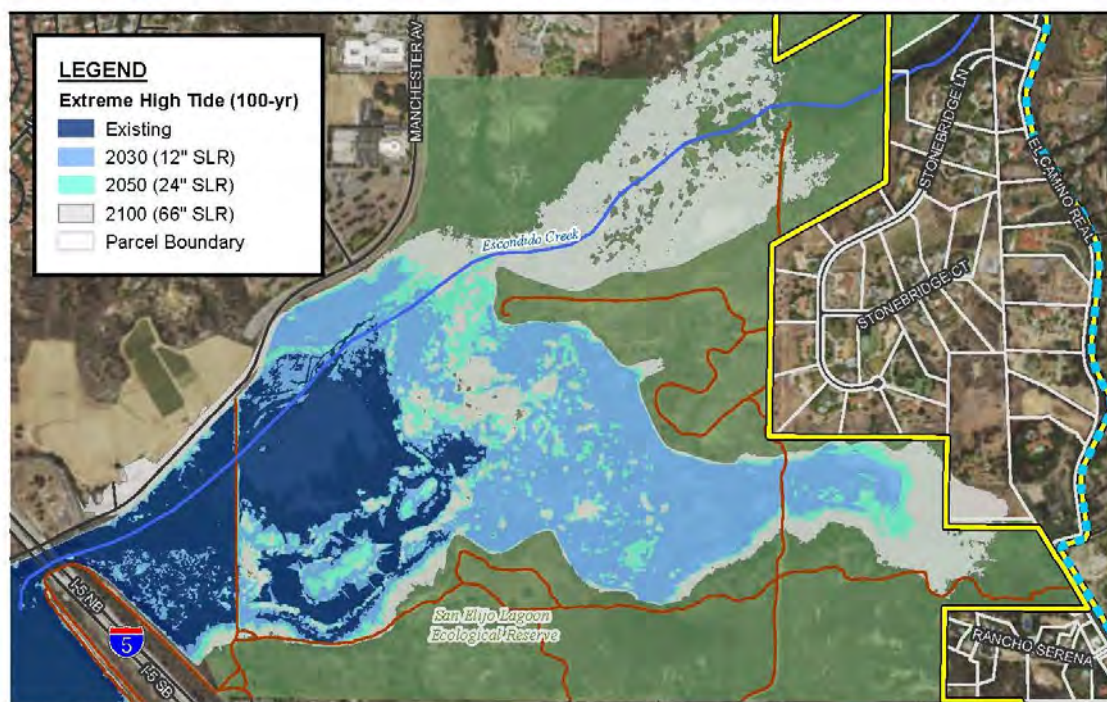 LEGEND
Extreme High Tide (100-yr)
Existing
2030 (12" SLR)
2050 (24" SLR)
2100 (66" SLR)
Parcel Boundary
MANCHESTER AV
Escondido Creek
STONEBRIDGE LN
EL CAMINO REAL
STONEBRIDGE CT
San Elijo Lagoon
Ecological Reserve
I-5 NB
5
I-5 SB
RANCHO SERENA